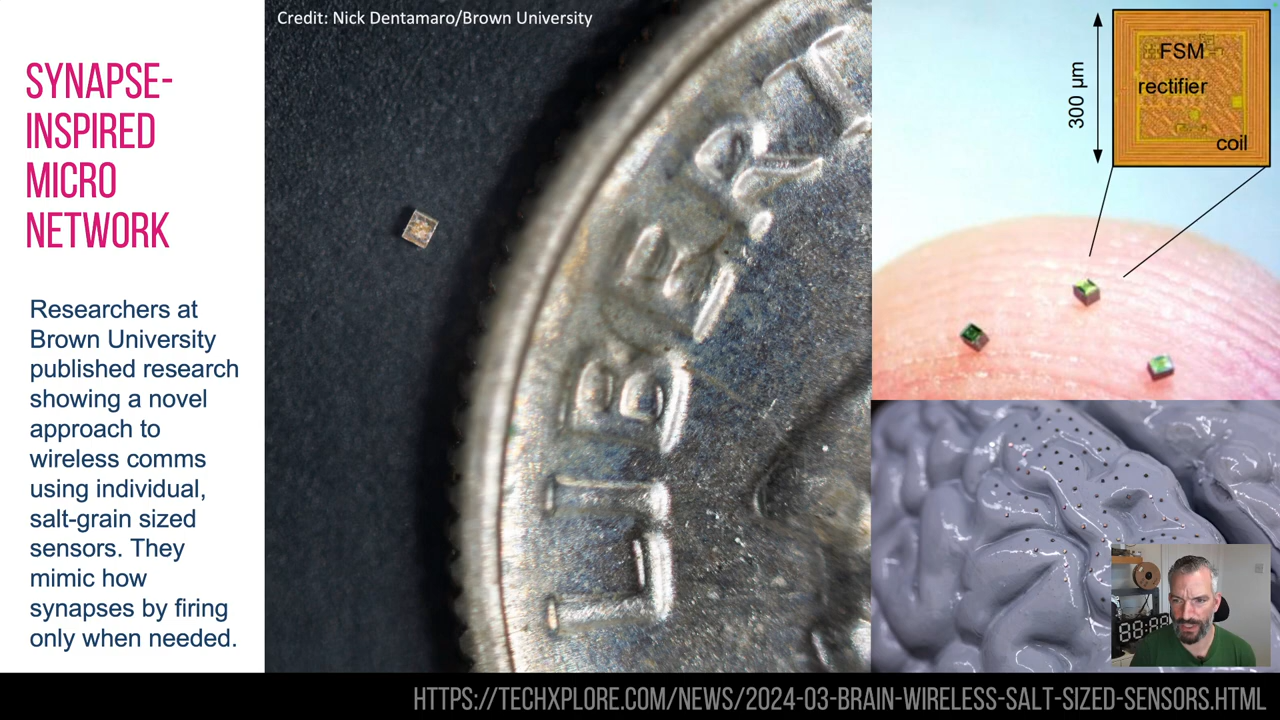 SYNAPSE-
INSPIRED
MICRO
NETWORK
Researchers at
Brown University
published research
showing a novel
approach to
wireless comms
using individual,
salt-grain sized
sensors. They
mimic how
synapses by firing
only when needed.
Credit: Nick Dentamaro/Brown University
LIBERT
300 μm
FSM
rectifier
coil
HTTPS://TECHXPLORE.COM/NEWS/2024-03-BRAIN-WIRELESS-SALT-SIZED-SENSORS.HTML